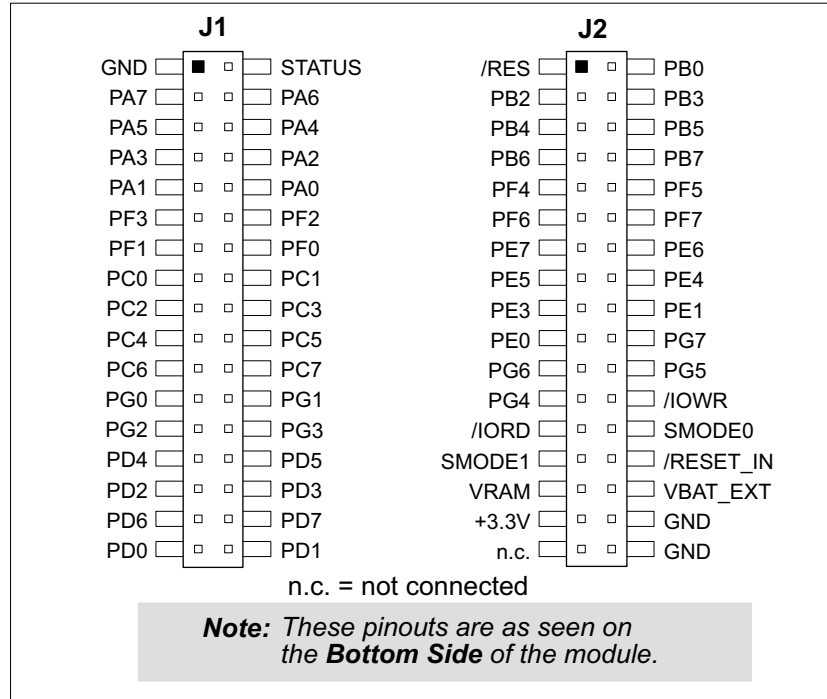 J1 J2
GND STATUS /RES PB0
PA7 PA6 PB2 PB3
PA5 PA4 PB4 PB5
PA3 PA2 PB6 PB7
PA1 PA0 PF4 PF5
PF3 PF2 PF6 PF7
PF1 PF0 PE7 PE6
PC0 PC1 PE5 PE4
PC2 PC3 PE3 PE1
PC4 PC5 PE0 PG7
PC6 PC7 PG6 PG5
PG0 PG1 PG4 /IOWR
PG2 PG3 /IORD SMODE0
PD4 PD5 SMODE1 /RESET_IN
PD2 PD3 VRAM VBAT_EXT
PD6 PD7 +3.3V GND
PD0 PD1 n.c. GND
n.c. = not connected
Note: These pinouts are as seen on
the Bottom Side of the module.